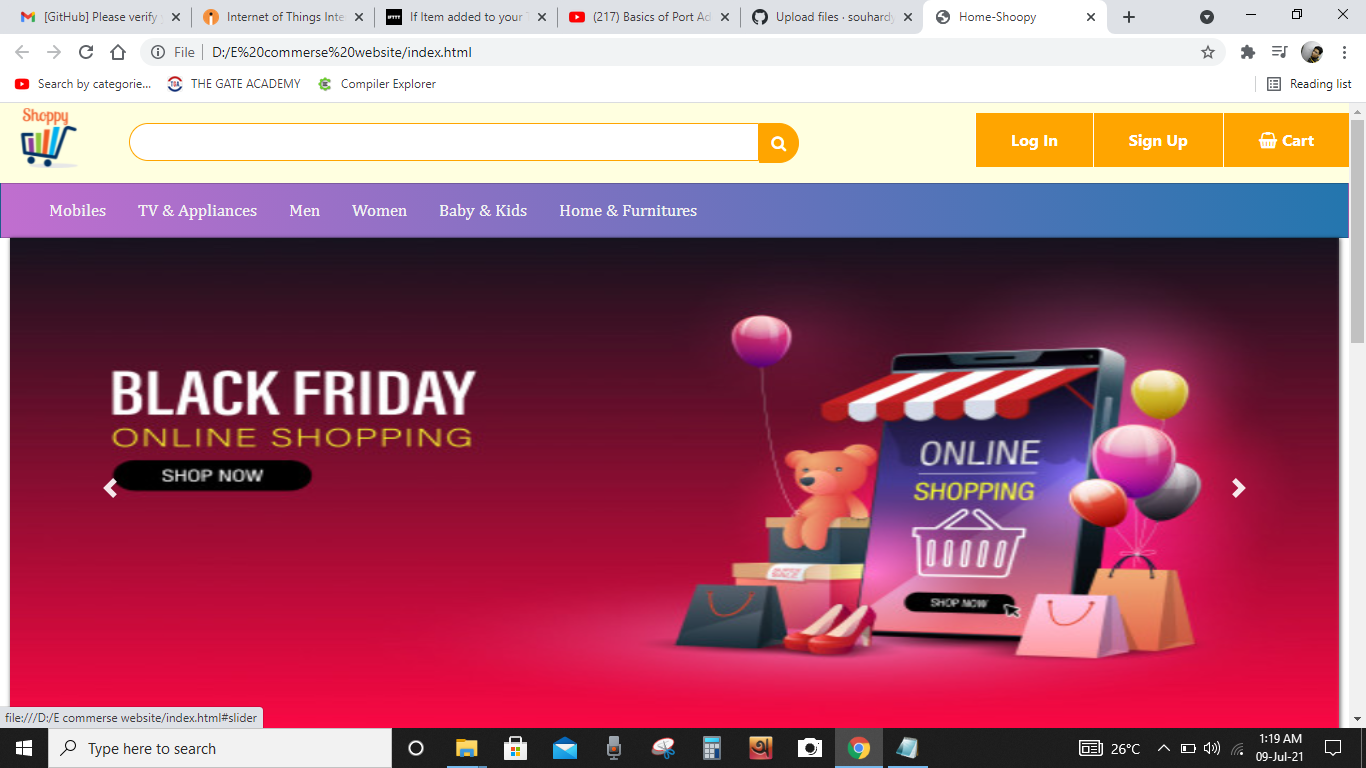 [GitHub] Please verify
Internet of Things Inte
IFTTT
If Item added to your
(217) Basics of Port Ad
Upload files · souhardy
Home-Shoopy
File
D:/E%20commerse%20website/index.html
Search by categorie...
THE GATE ACADEMY
Compiler Explorer
Reading list
Shoppy
Log In
Sign Up
Cart
Mobiles
TV & Appliances
Men
Women
Baby & Kids
Home & Furnitures
BLACK FRIDAY
ONLINE SHOPPING
SHOP NOW
ONLINE
SHOPPING
SUPER
SALE
SHOP NOW
file:///D:/E commerse website/index.html#slider
Type here to search
26°C
1:19 AM
09-Jul-21